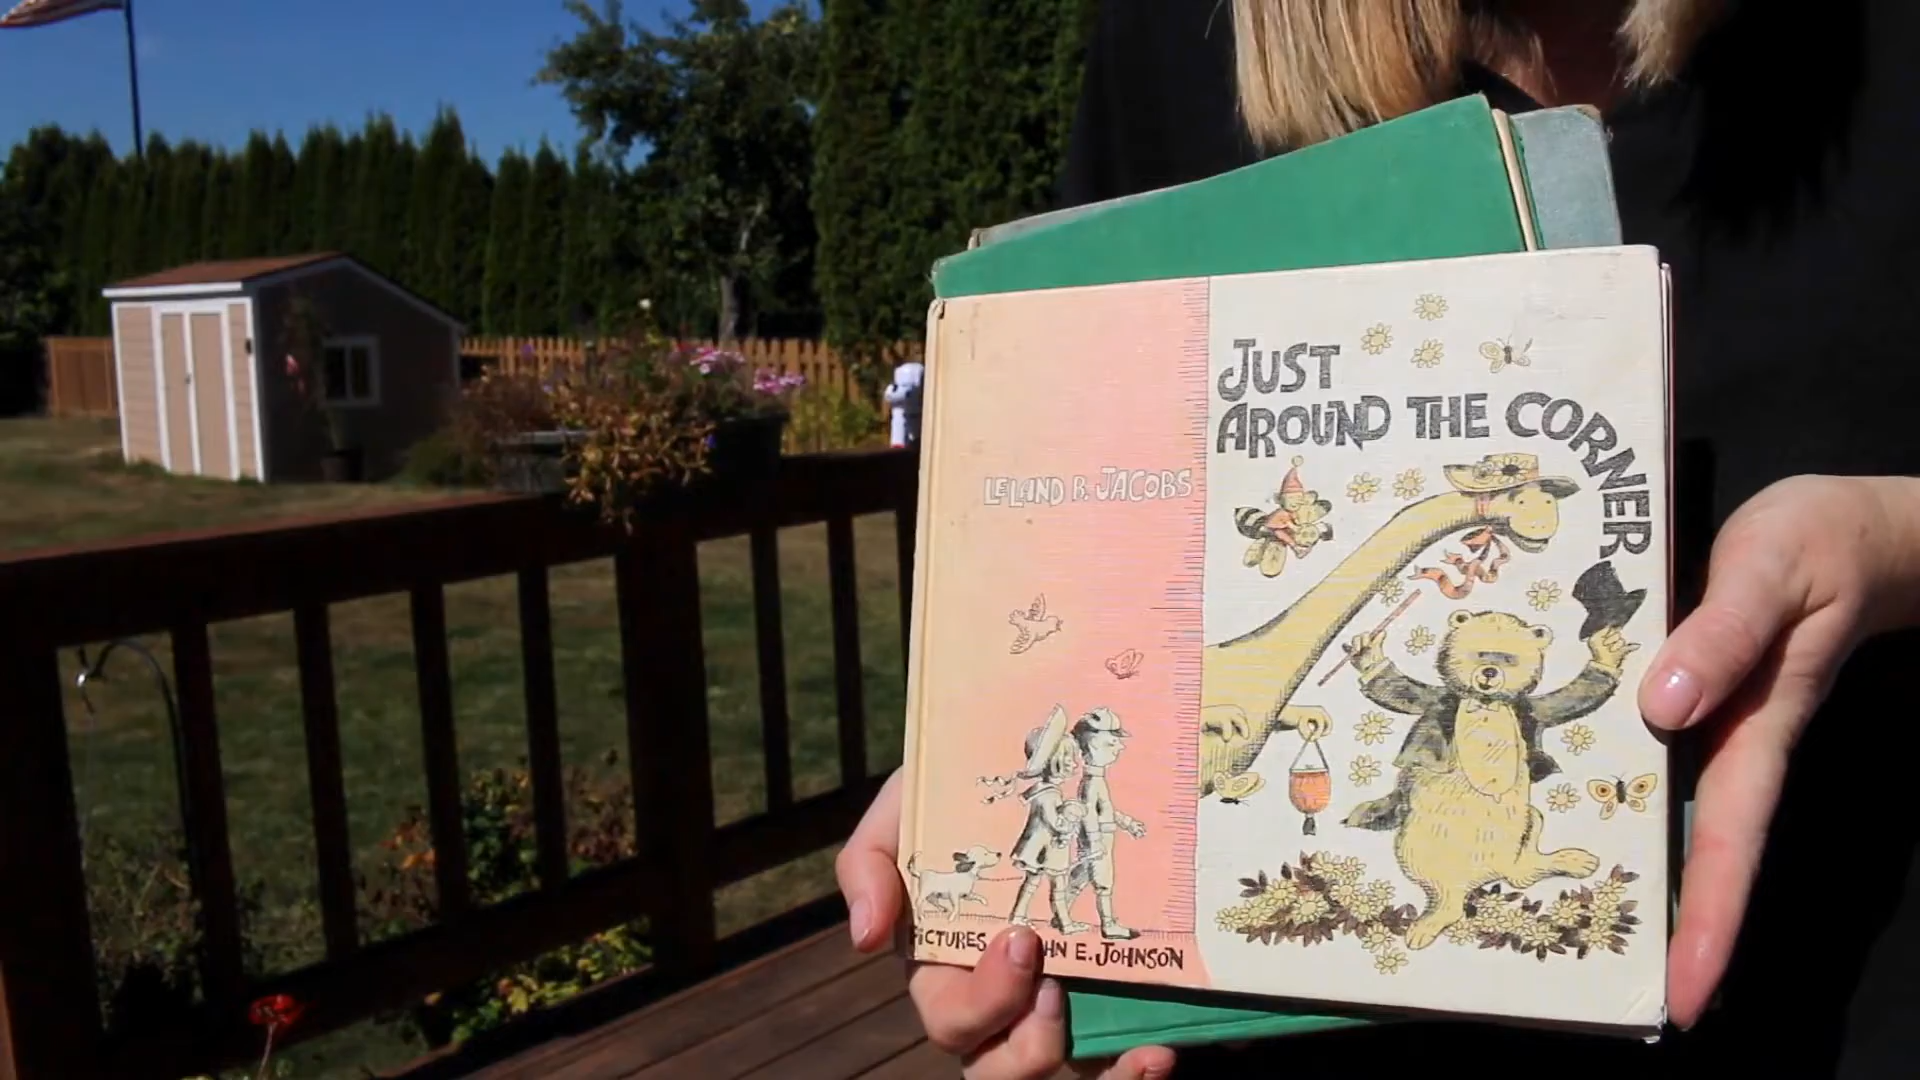 JUST
AROUND THE CORNER
LELAND B. JACOBS
PICTURES HN E. JOHNSON